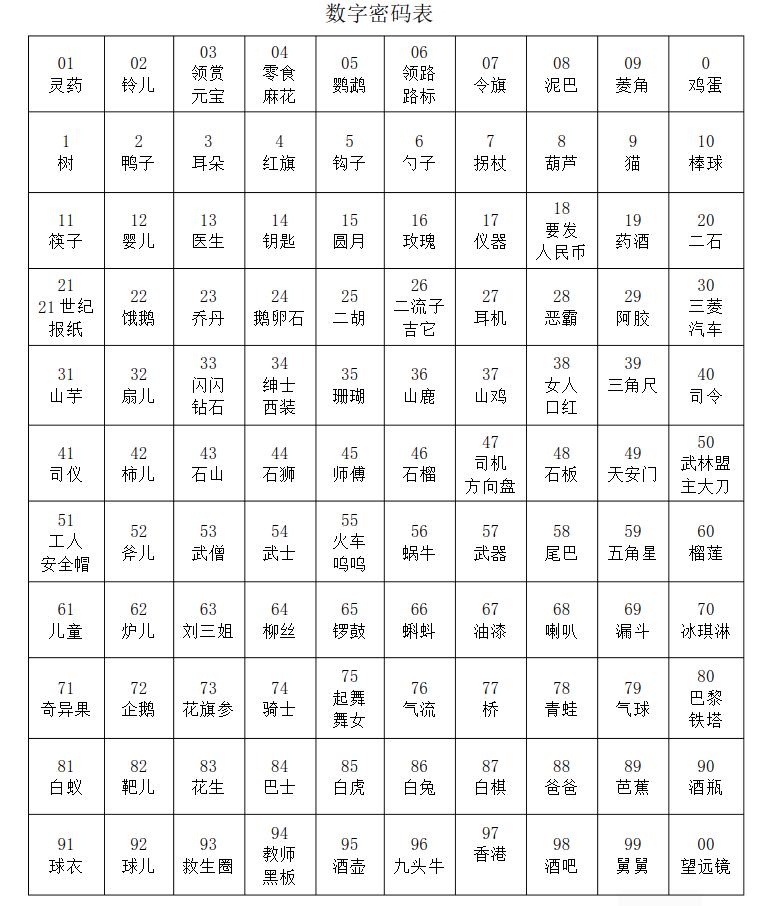 数字密码表
01 02 03 04 05 06 07 08 09 0
灵药 铃儿 领赏 元宝 零食 麻花 鹦鹉 领路 路标 令旗 泥巴 菱角 鸡蛋
1 2 3 4 5 6 7 8 9 10
树 鸭子 耳朵 红旗 钩子 勺子 拐杖 葫芦 猫 棒球
11 12 13 14 15 16 17 18 19 20
筷子 婴儿 医生 钥匙 圆月 玫瑰 仪器 要发 人民币 药酒 二石
21 22 23 24 25 26 27 28 29 30
21世纪 报纸 饿鹅 乔丹 鹅卵石 二胡 二流子 吉它 耳机 恶霸 阿胶 三菱 汽车
31 32 33 34 35 36 37 38 39 40
山芋 扇儿 闪闪 钻石 绅士 西装 珊瑚 山鹿 山鸡 女人 口红 三角尺 司令
41 42 43 44 45 46 47 48 49 50
司仪 柿儿 石山 石狮 师傅 石榴 司机 方向盘 石板 天安门 武林盟 主大刀
51 52 53 54 55 56 57 58 59 60
工人 安全帽 斧儿 武僧 武士 火车 呜呜 蜗牛 武器 尾巴 五角星 榴莲
61 62 63 64 65 66 67 68 69 70
儿童 炉儿 刘三姐 柳丝 锣鼓 蝌蚪 油漆 喇叭 漏斗 冰琪淋
71 72 73 74 75 76 77 78 79 80
奇异果 企鹅 花旗参 骑士 起舞 舞女 气流 桥 青蛙 气球 巴黎 铁塔
81 82 83 84 85 86 87 88 89 90
白蚁 靶儿 花生 巴士 白虎 白兔 白棋 爸爸 芭蕉 酒瓶
91 92 93 94 95 96 97 98 99 00
球衣 球儿 救生圈 教师 黑板 酒壶 九头牛 香港 酒吧 舅舅 望远镜